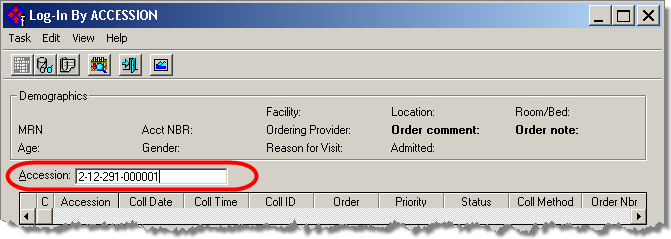 Log-In By ACCESSION
Task Edit View Help
Demographics
Facility: Location: Room/Bed:
MRN Acct NBR: Ordering Provider: Order comment: Order note:
Age: Gender: Reason for Visit: Admitted:
Accession: 2-12-291-000001
C Accession Coll Date Coll Time Coll ID Order Priority Status Coll Method Order Nbr